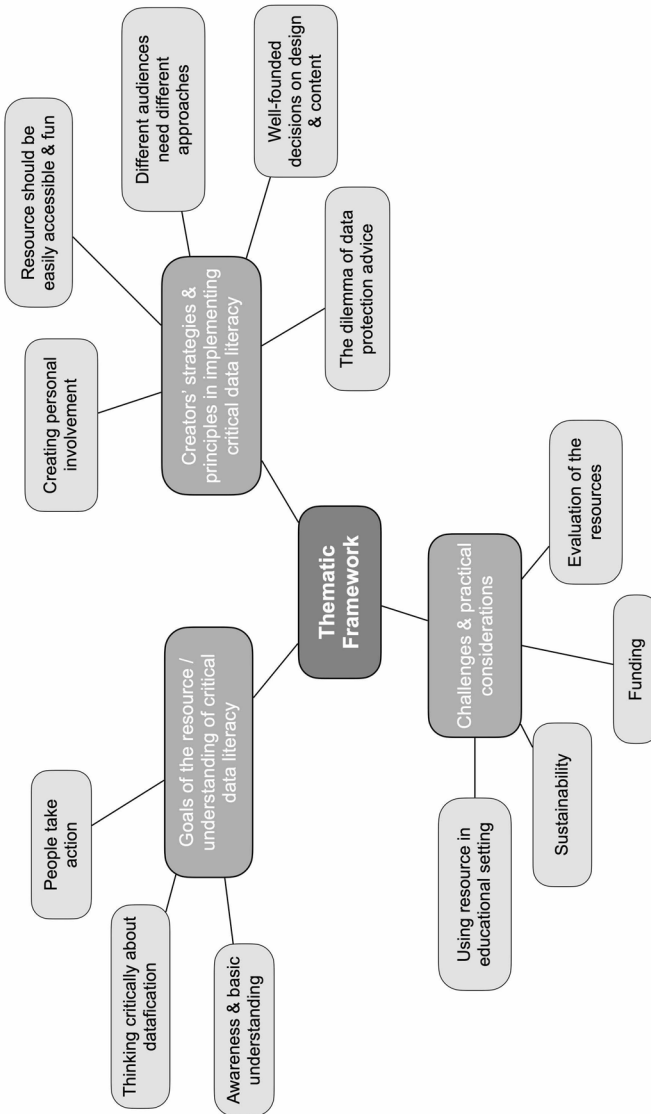 People take
action
Thinking critically about
datafication
Awareness & basic
understanding
Goals of the resource /
understanding of critical
data literacy
Creating personal
involvement
Resource should be
easily accessible & fun
Different audiences
need different
approaches
Well-founded
decisions on design
& content
The dilemma of data
protection advice
Creators' strategies &
principles in implementing
critical data literacy
Thematic
Framework
Challenges & practical
considerations
Using resource in
educational setting
Sustainability
Funding
Evaluation of the
resources